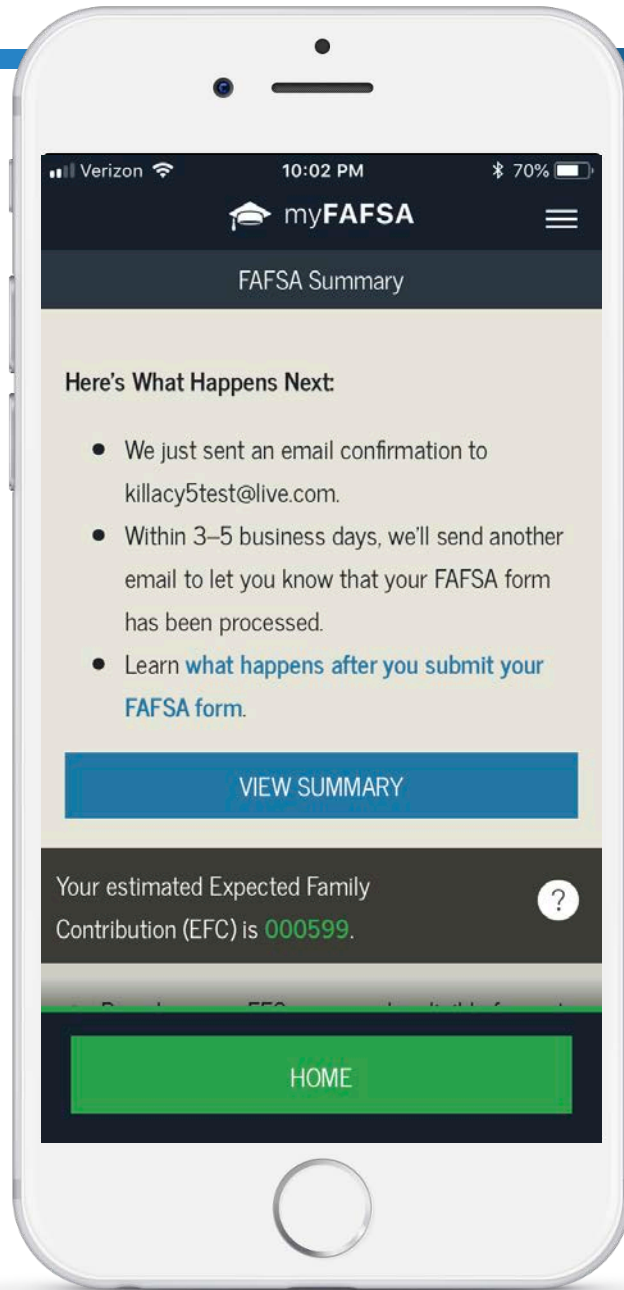 Verizon 10:02 PM 70%
myFAFSA
FAFSA Summary
Here's What Happens Next:
• We just sent an email confirmation to
killacy5test@live.com.
• Within 3–5 business days, we'll send another
email to let you know that your FAFSA form
has been processed.
• Learn what happens after you submit your
FAFSA form.
VIEW SUMMARY
Your estimated Expected Family
Contribution (EFC) is 000599.
?
HOME